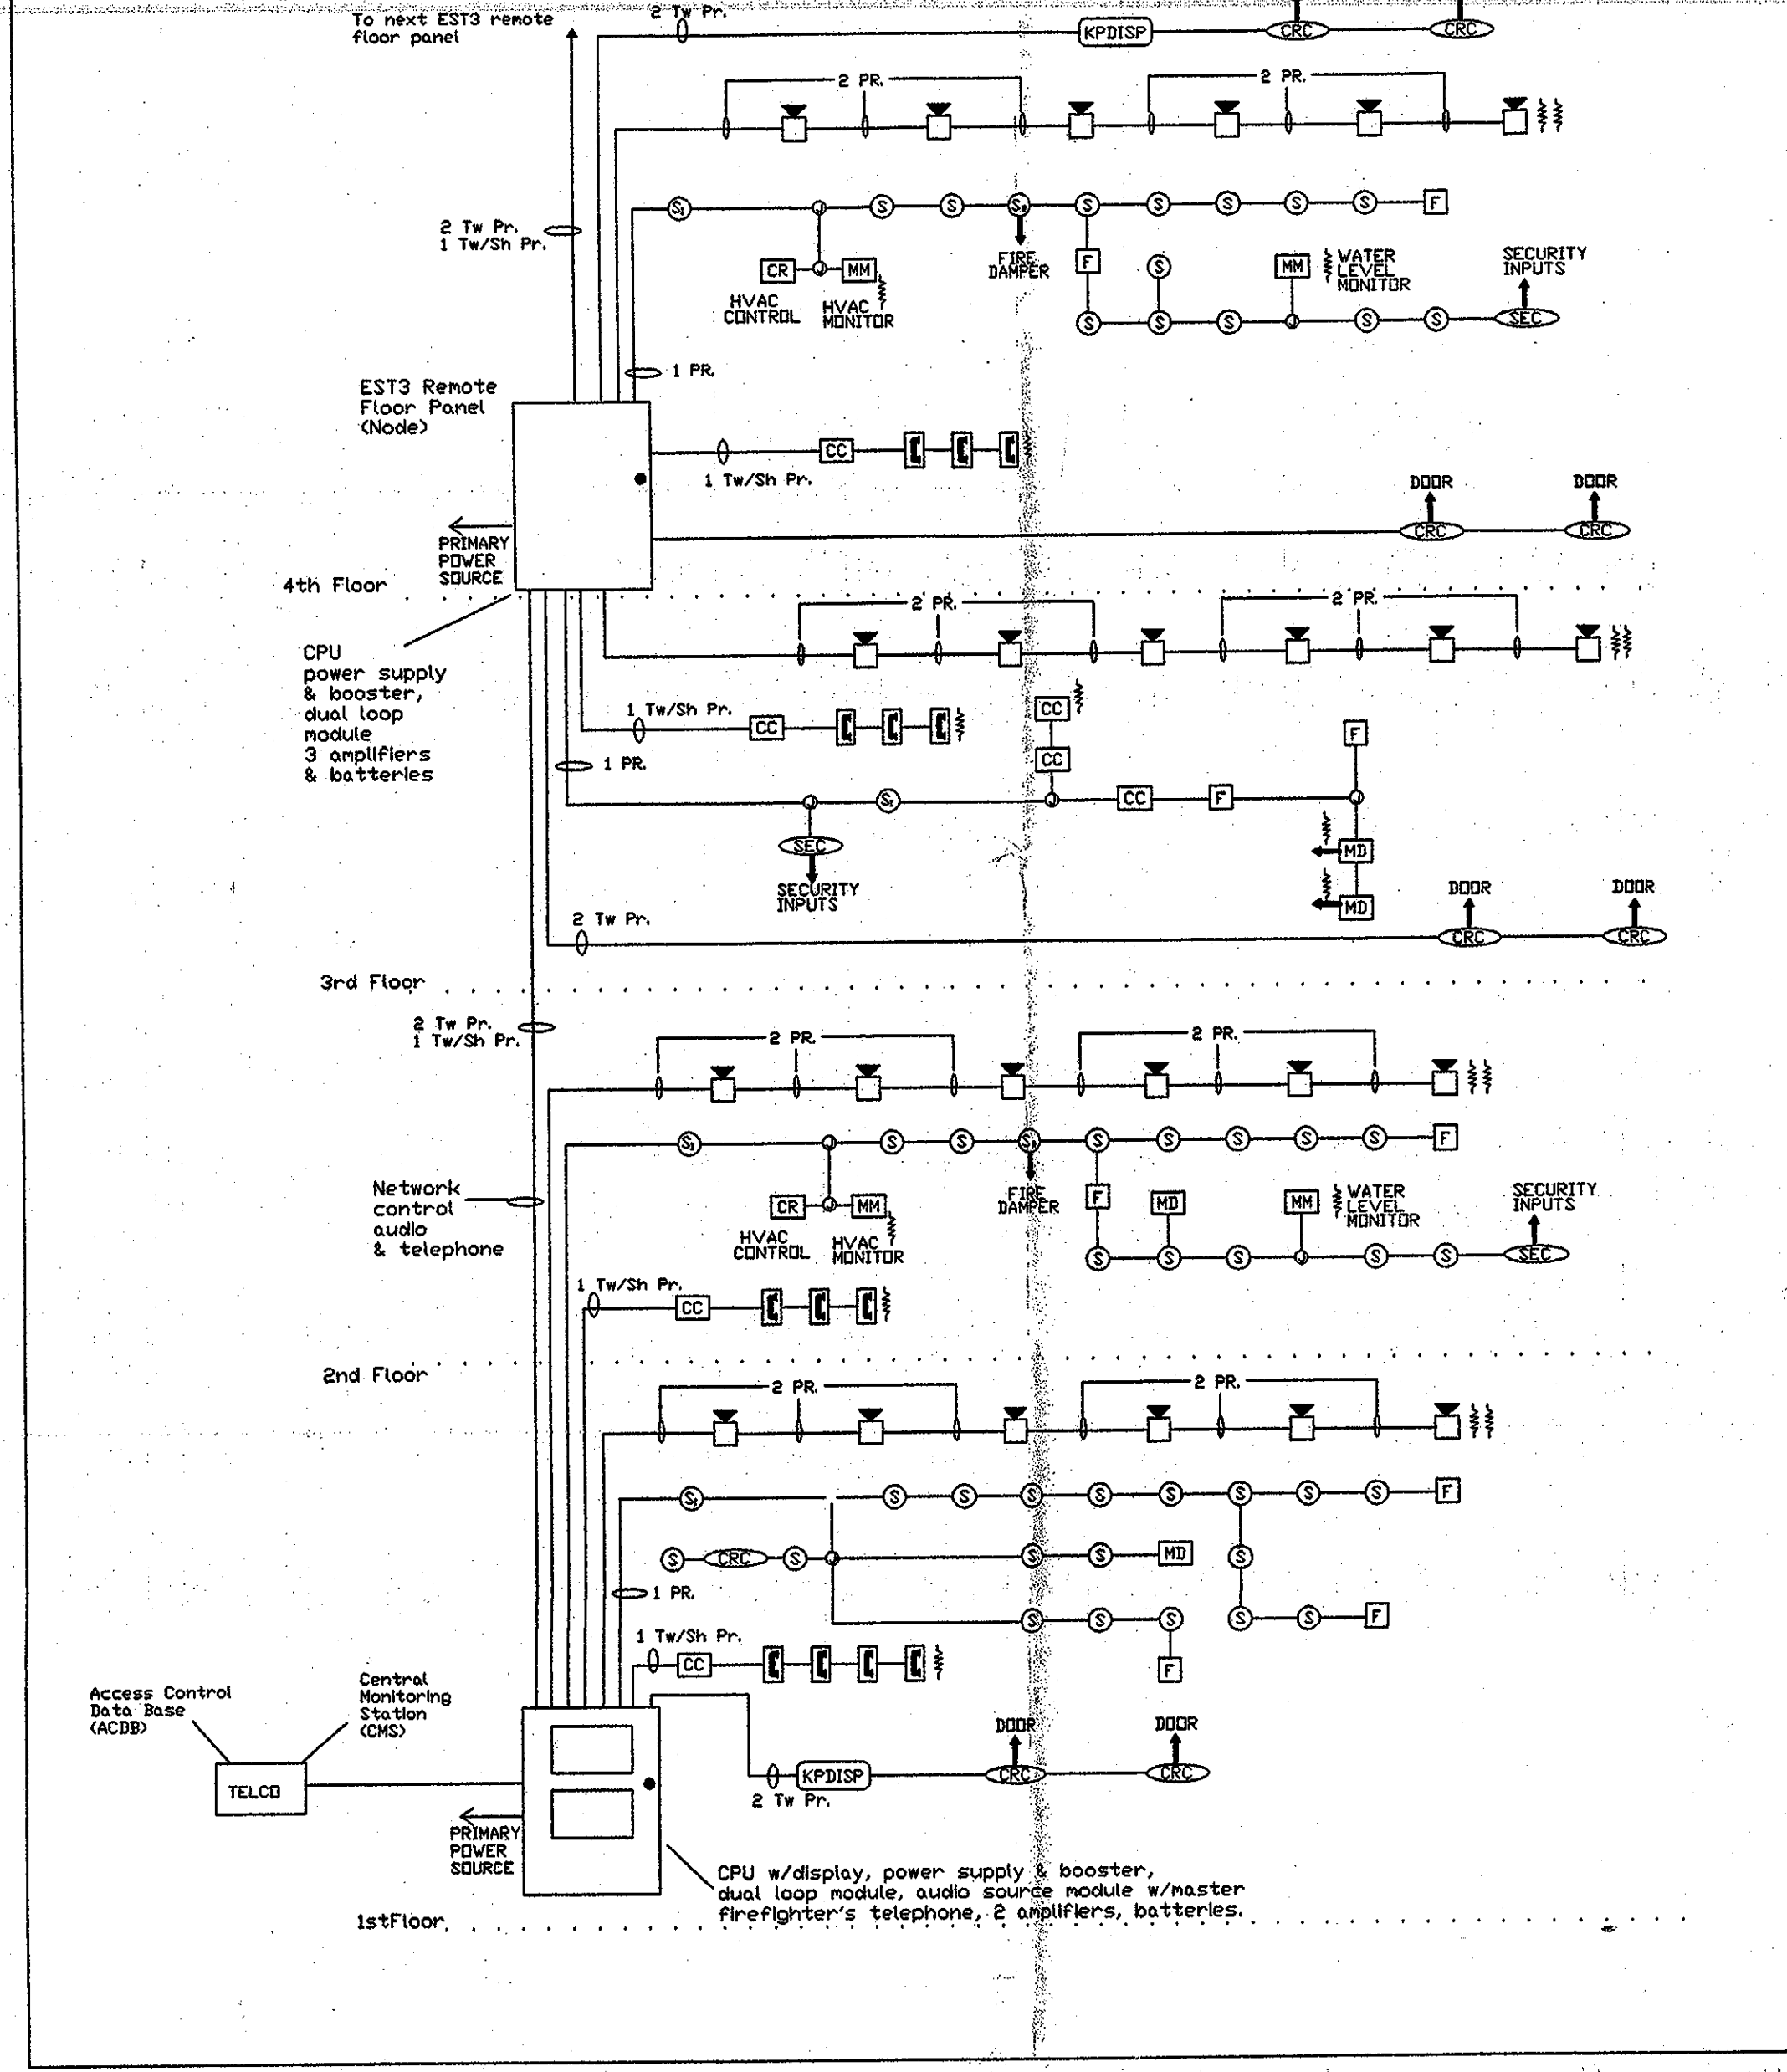 To next EST3 remote
floor panel
2 Tw Pr.
KPDISP
CRC
CRC
2 PR.
2 PR.
2 Tw Pr.
1 Tw/Sh Pr.
S
S
S
S
S
S
S
S
S
F
CR
MM
HVAC
CONTROL
HVAC
MONITOR
FIRE
DAMPER
F
S
MM
WATER
LEVEL
MONITOR
SECURITY
INPUTS
S
S
S
S
S
SEC
1 PR.
EST3 Remote
Floor Panel
(Node)
CC
1 Tw/Sh Pr.
DOOR
DOOR
CRC
CRC
PRIMARY
POWER
SOURCE
4th Floor
2 PR.
2 PR.
CPU
power supply
& booster,
dual loop
module
3 amplifiers
& batteries
1 Tw/Sh Pr.
CC
CC
CC
F
1 PR.
S
CC
F
SEC
SECURITY
INPUTS
MD
MD
2 Tw Pr.
DOOR
DOOR
CRC
CRC
3rd Floor
2 Tw Pr.
1 Tw/Sh Pr.
2 PR.
2 PR.
S
S
S
S
S
S
S
S
S
F
Network
control
audio
& telephone
CR
MM
HVAC
CONTROL
HVAC
MONITOR
FIRE
DAMPER
F
MD
MM
WATER
LEVEL
MONITOR
SECURITY
INPUTS
S
S
S
S
S
SEC
1 Tw/Sh Pr.
CC
2nd Floor
2 PR.
2 PR.
S
S
S
S
S
S
S
S
S
F
S
CRC
S
S
S
MD
S
1 PR.
S
S
S
S
S
F
F
1 Tw/Sh Pr.
CC
Access Control
Data Base
(ACDB)
Central
Monitoring
Station
(CMS)
TELCO
DOOR
DOOR
KPDISP
CRC
CRC
2 Tw Pr.
PRIMARY
POWER
SOURCE
CPU w/display, power supply & booster,
dual loop module, audio source module w/master
firefighter's telephone, 2 amplifiers, batteries.
1stFloor